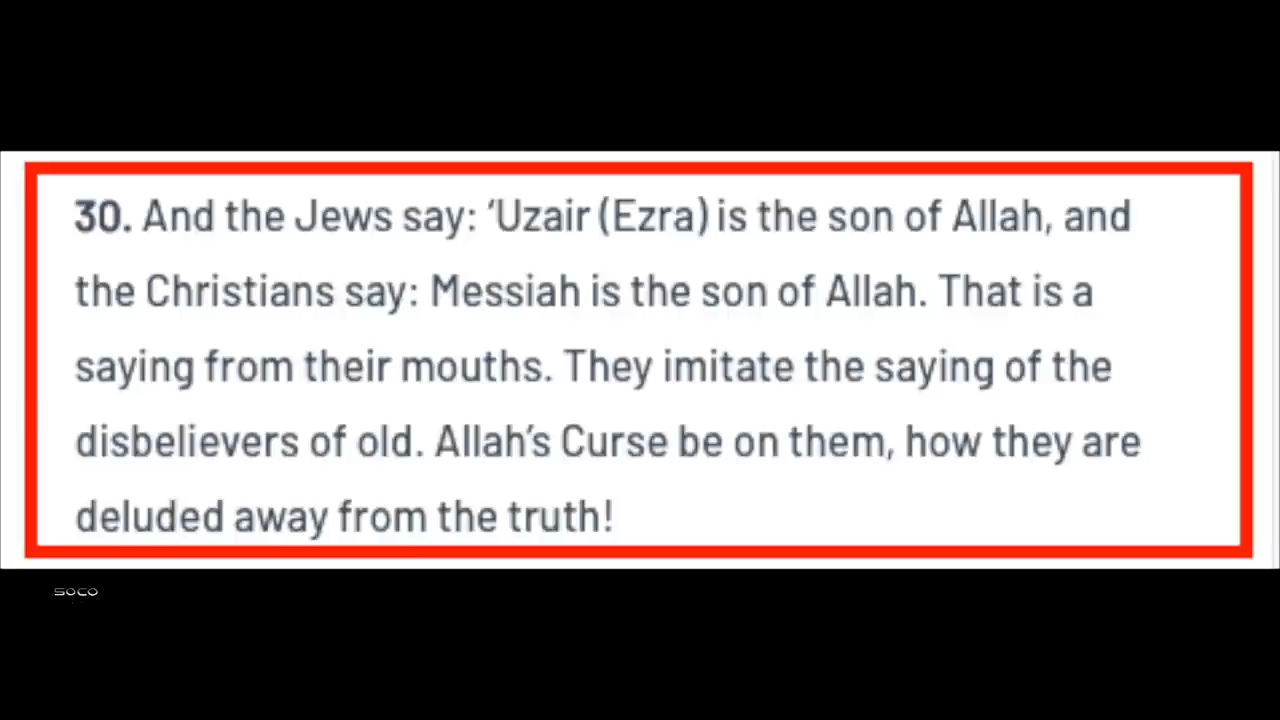 30. And the Jews say: ‘Uzair (Ezra) is the son of Allah, and
the Christians say: Messiah is the son of Allah. That is a
saying from their mouths. They imitate the saying of the
disbelievers of old. Allah’s Curse be on them, how they are
deluded away from the truth!
SOCO